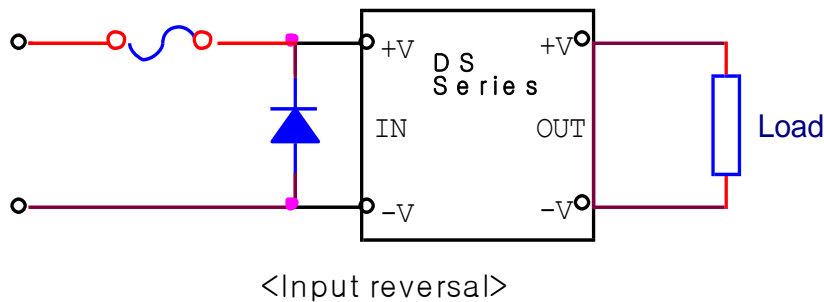 +V
+V
DS
Series
IN
OUT
Load
-V
-V
<Input reversal>